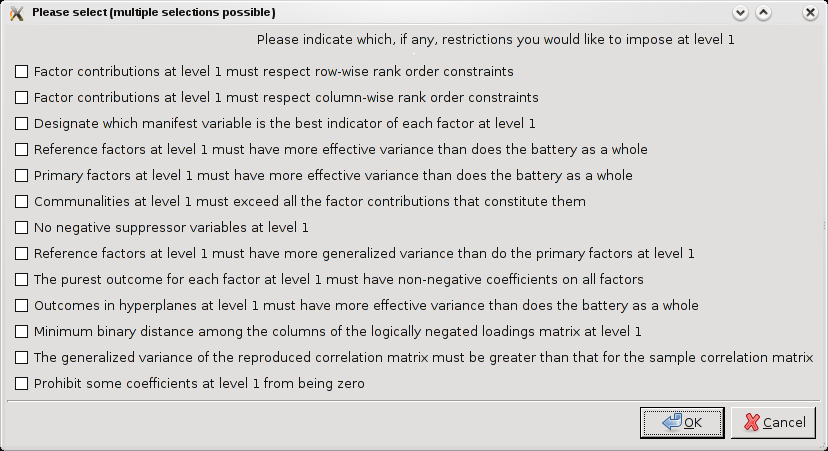 Please select (multiple selections possible)
Please indicate which, if any, restrictions you would like to impose at level 1
Factor contributions at level 1 must respect row-wise rank order constraints
Factor contributions at level 1 must respect column-wise rank order constraints
Designate which manifest variable is the best indicator of each factor at level 1
Reference factors at level 1 must have more effective variance than does the battery as a whole
Primary factors at level 1 must have more effective variance than does the battery as a whole
Communalities at level 1 must exceed all the factor contributions that constitute them
No negative suppressor variables at level 1
Reference factors at level 1 must have more generalized variance than do the primary factors at level 1
The purest outcome for each factor at level 1 must have non-negative coefficients on all factors
Outcomes in hyperplanes at level 1 must have more effective variance than does the battery as a whole
Minimum binary distance among the columns of the logically negated loadings matrix at level 1
The generalized variance of the reproduced correlation matrix must be greater than that for the sample correlation matrix
Prohibit some coefficients at level 1 from being zero
OK Cancel